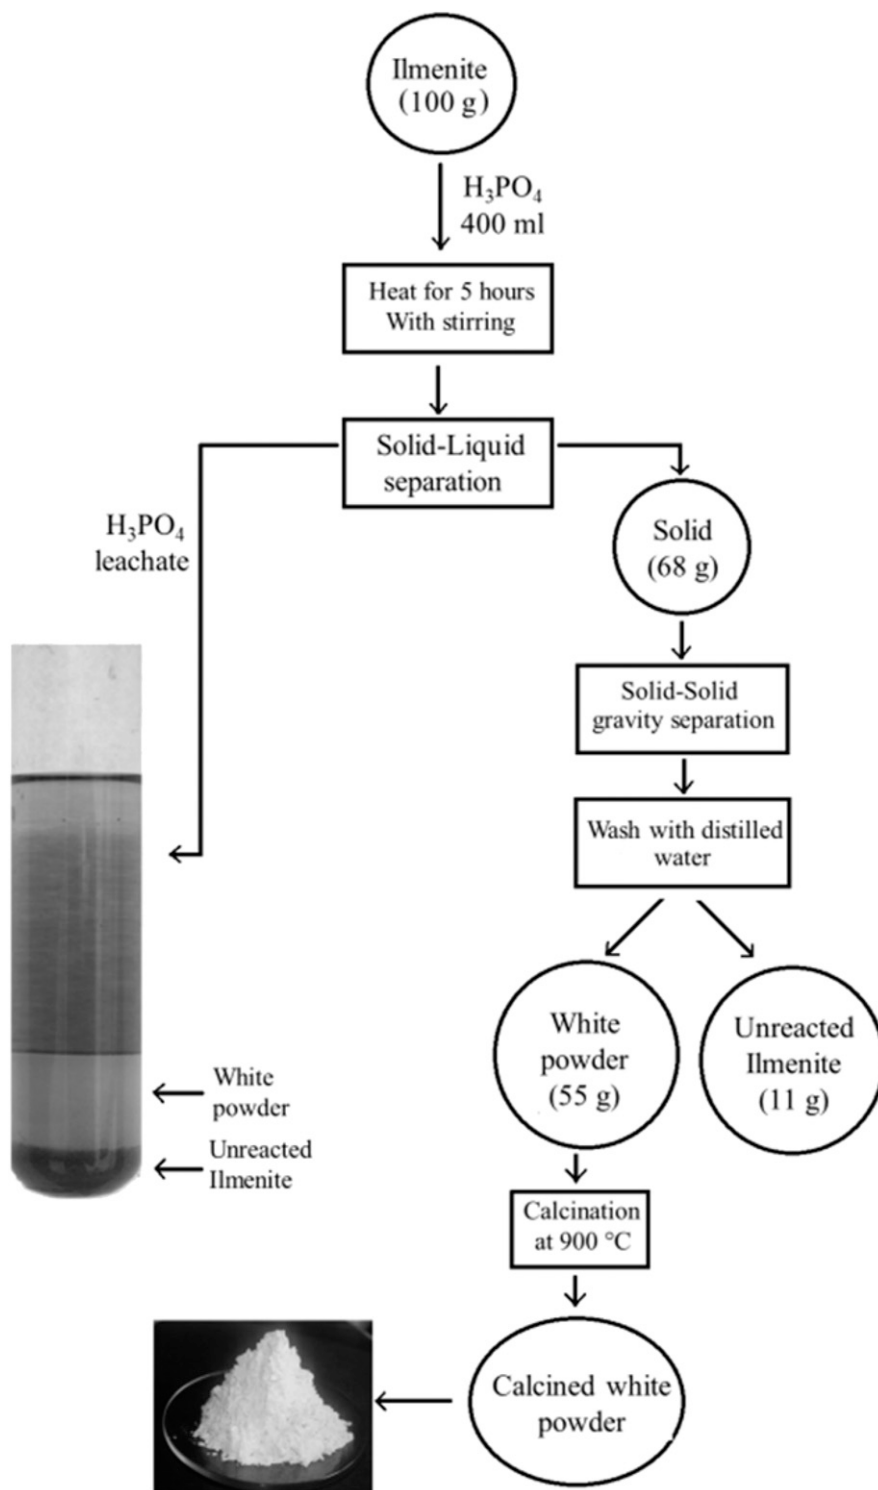 Ilmenite
(100 g)
H₃PO₄
400 ml
Heat for 5 hours
With stirring
Solid-Liquid
separation
H₃PO₄
leachate
Solid
(68 g)
Solid-Solid
gravity separation
Wash with distilled
water
White
powder
(55 g)
Unreacted
Ilmenite
(11 g)
White
powder
Unreacted
Ilmenite
Calcination
at 900 °C
Calcined white
powder